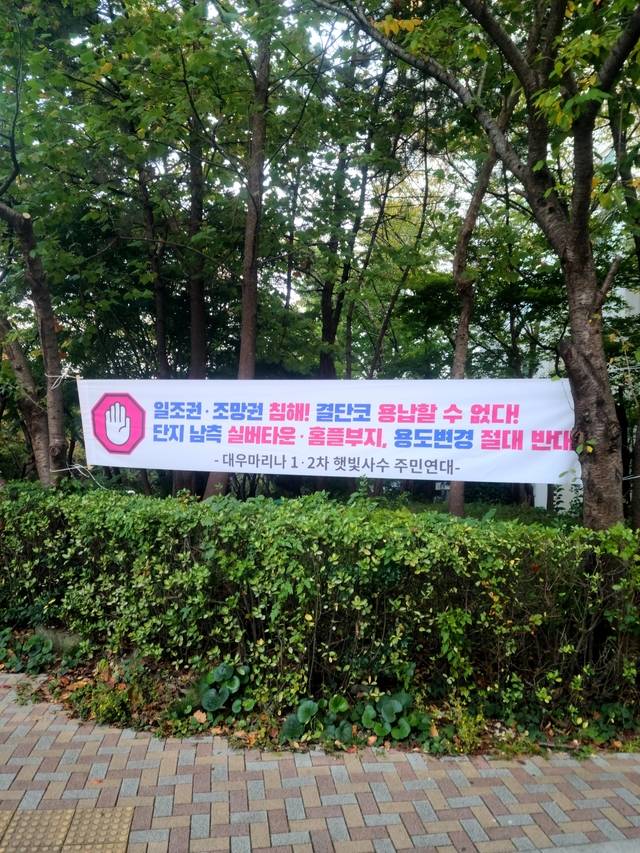 일조권·조망권 침해! 결단코 용납할 수 없다!
단지 남측 실버타운·홈플부지, 용도변경 절대 반대
- 대우마리나 1·2차 햇빛사수 주민연대-